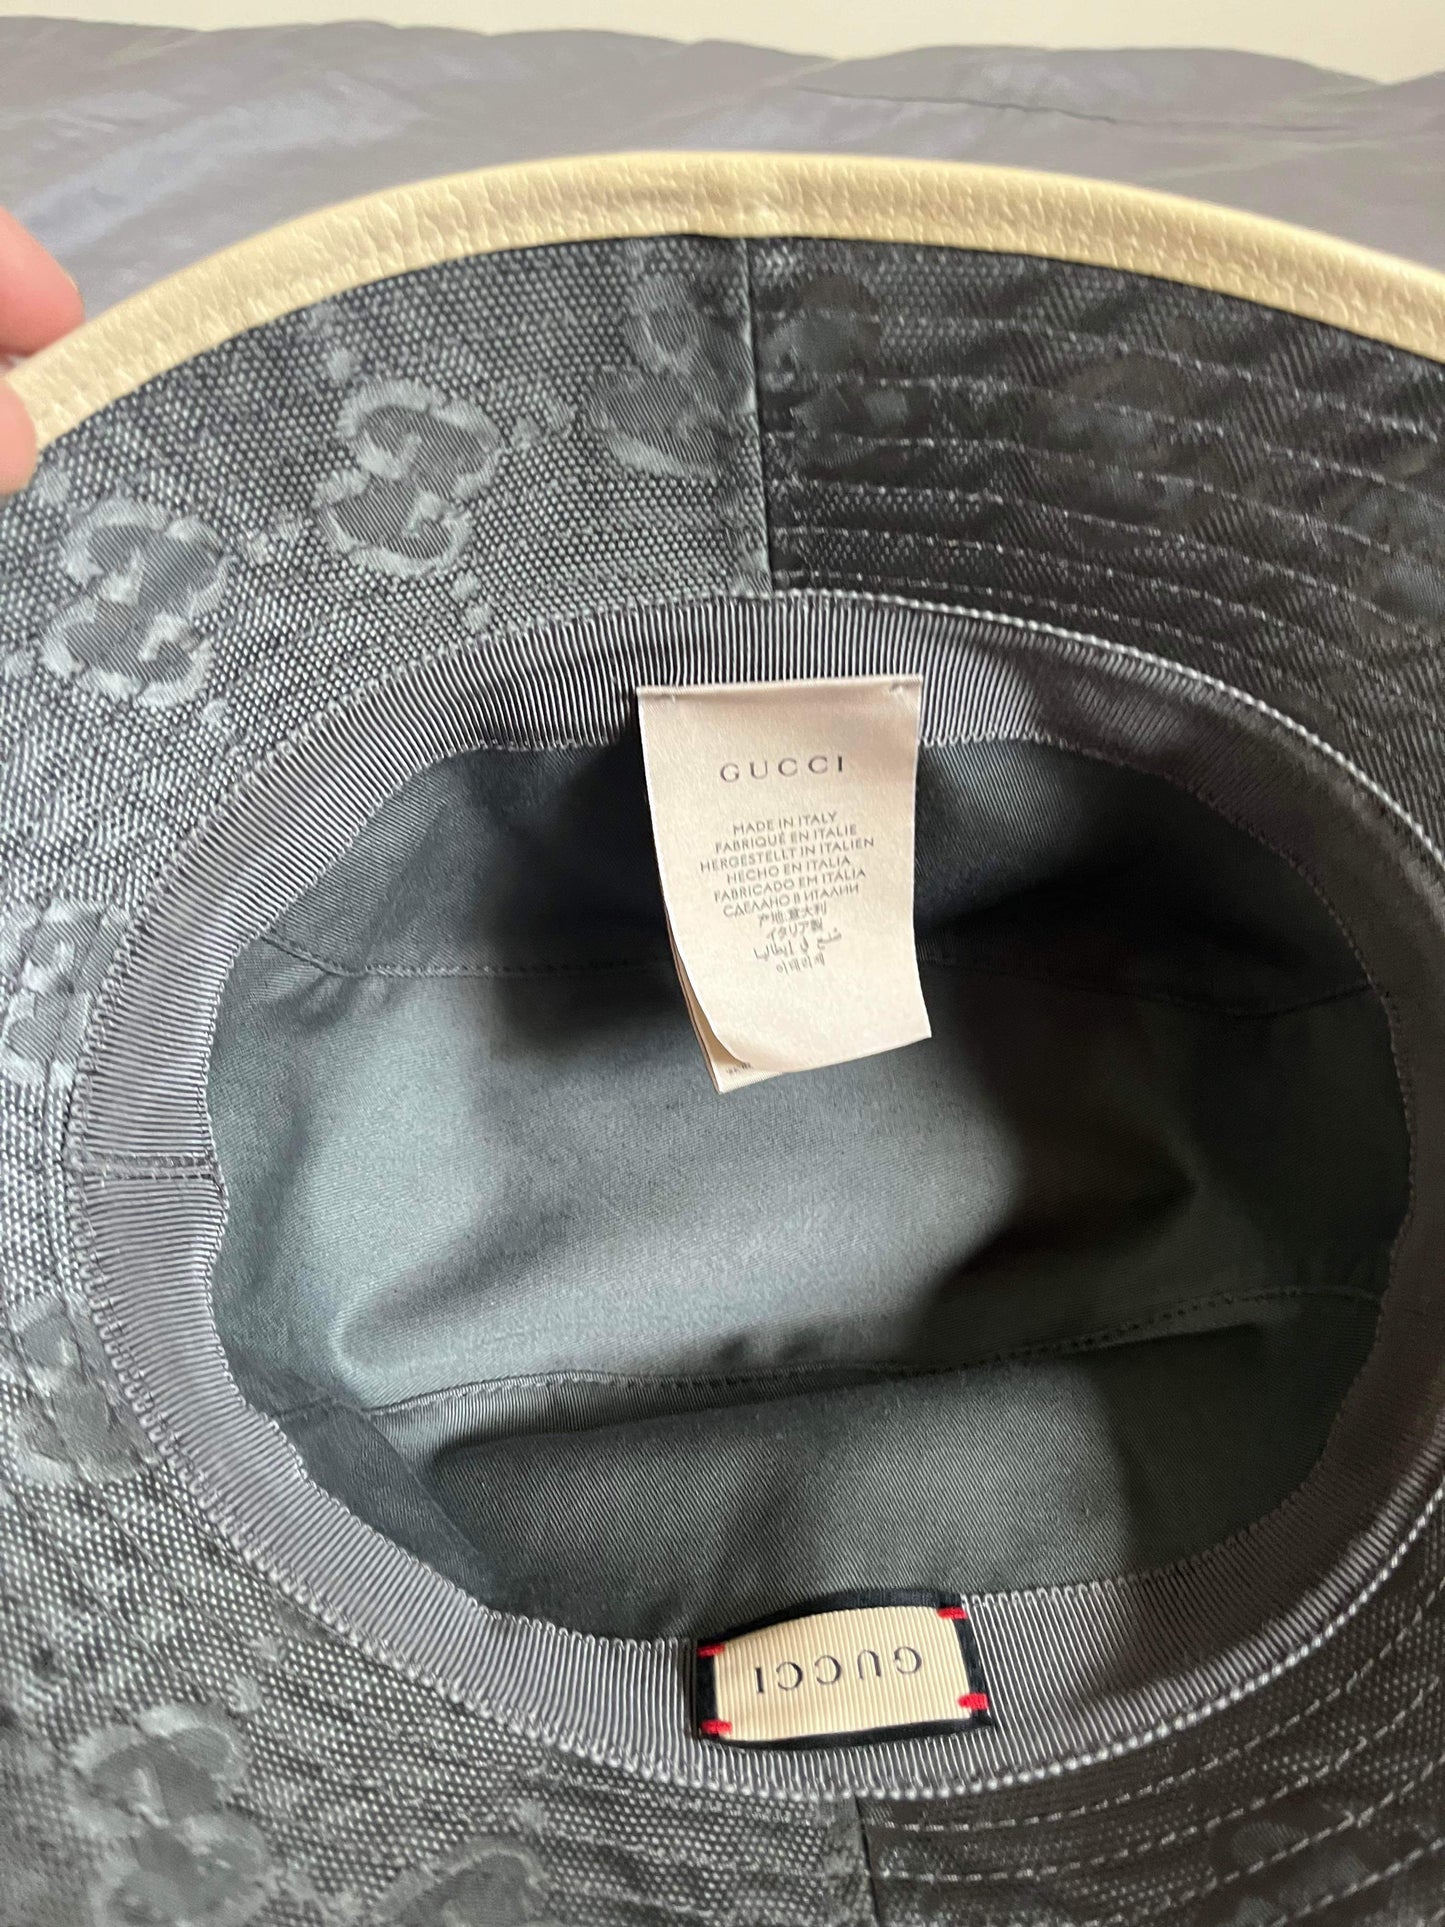 GUCCI
MADE IN ITALY
FABRIQUÉ EN ITALIE
HERGESTELLT IN ITALIEN
HECHO EN ITALIA
FABRICADO EM ITÁLIA
СДЕЛАНО В ИТАЛИИ
产地:意大利
イタリア製
صُنع في إيطاليا
이태리제
GUCCI